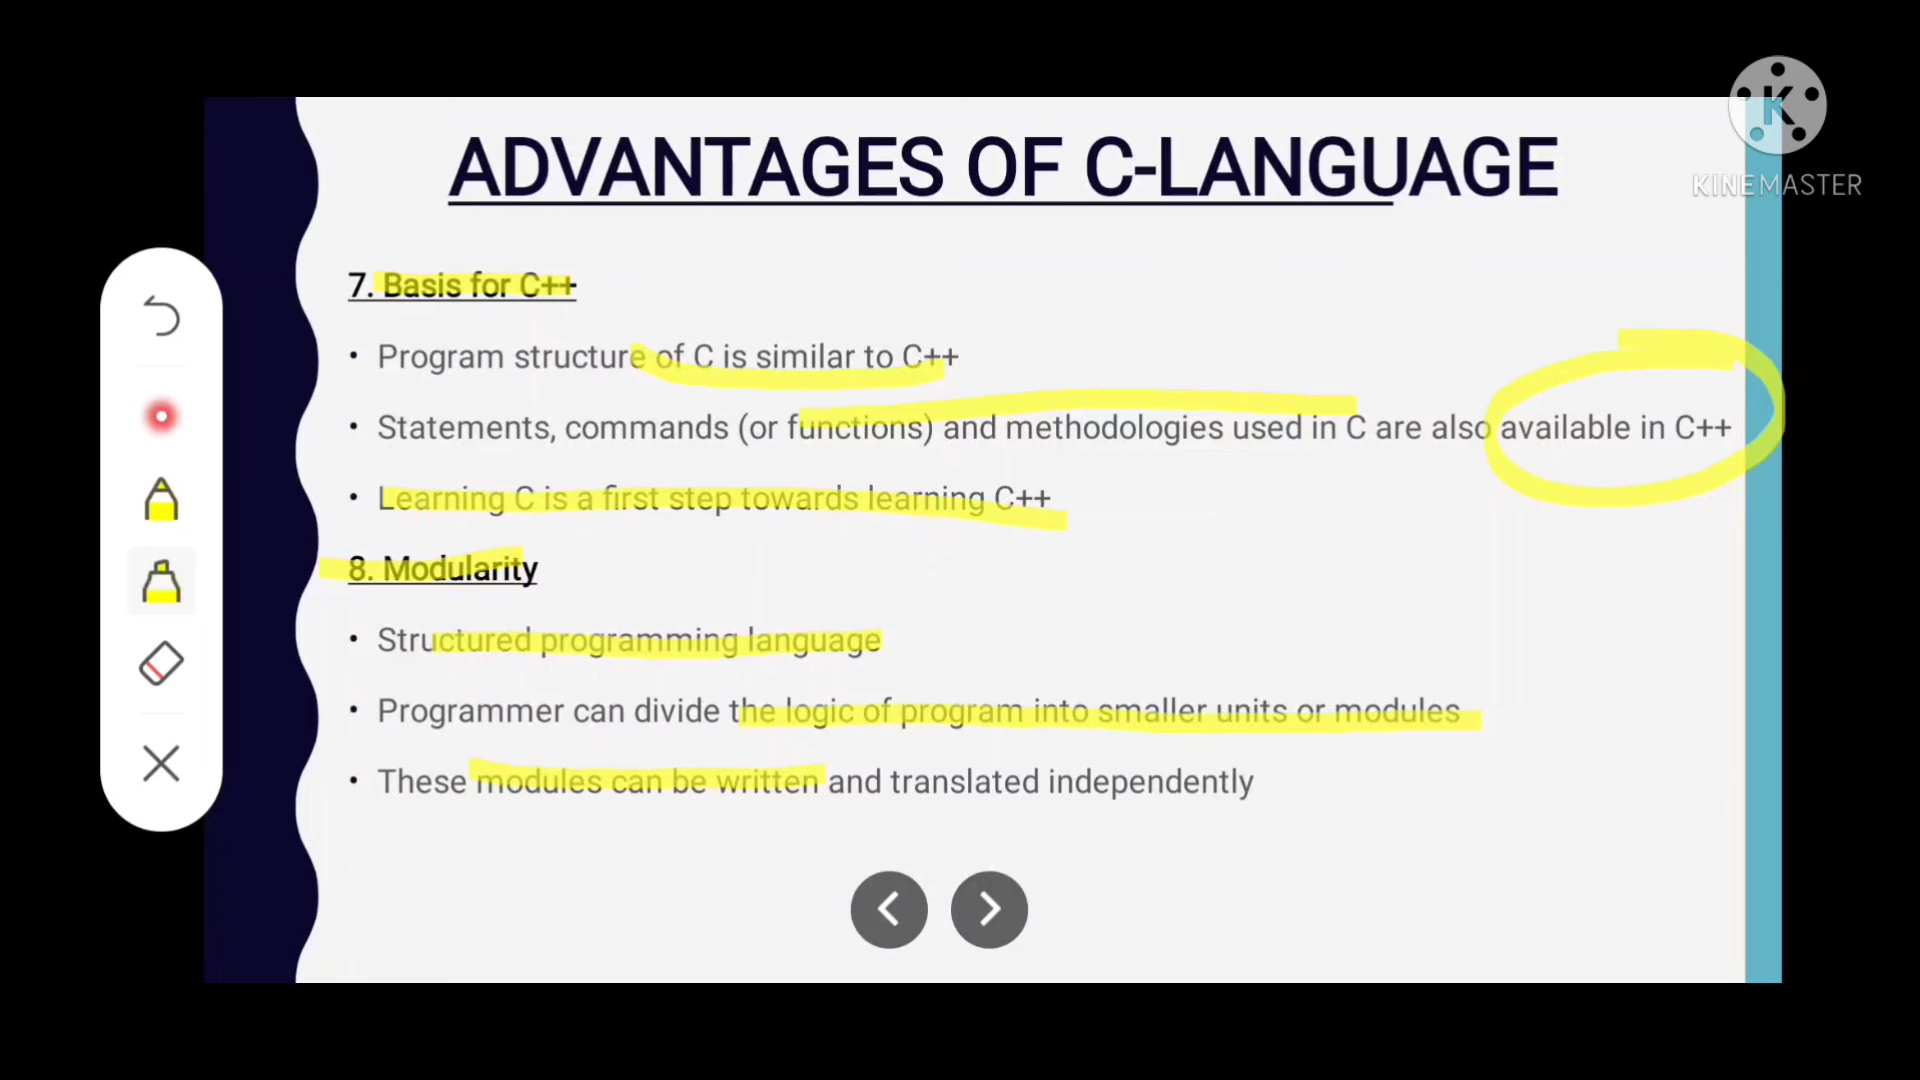 ADVANTAGES OF C-LANGUAGE
K
KINEMASTER
7. Basis for C++
• Program structure of C is similar to C++
• Statements, commands (or functions) and methodologies used in C are also available in C++
• Learning C is a first step towards learning C++
8. Modularity
• Structured programming language
• Programmer can divide the logic of program into smaller units or modules
• These modules can be written and translated independently